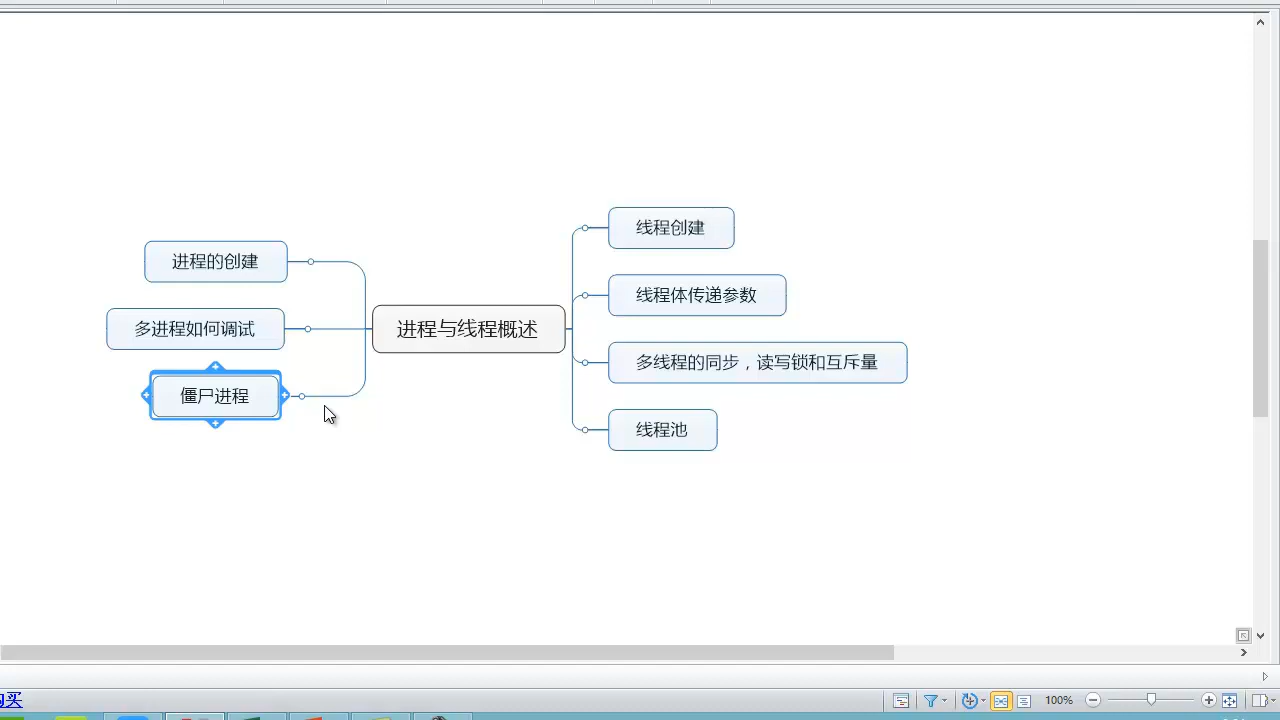 线程创建
进程的创建
线程体传递参数
多进程如何调试
进程与线程概述
多线程的同步，读写锁和互斥量
僵尸进程
线程池
购买
100%